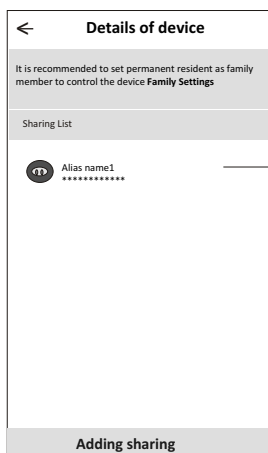 Details of device
It is recommended to set permanent resident as family
member to control the device Family Settings
Sharing List
Alias name1
************
Adding sharing